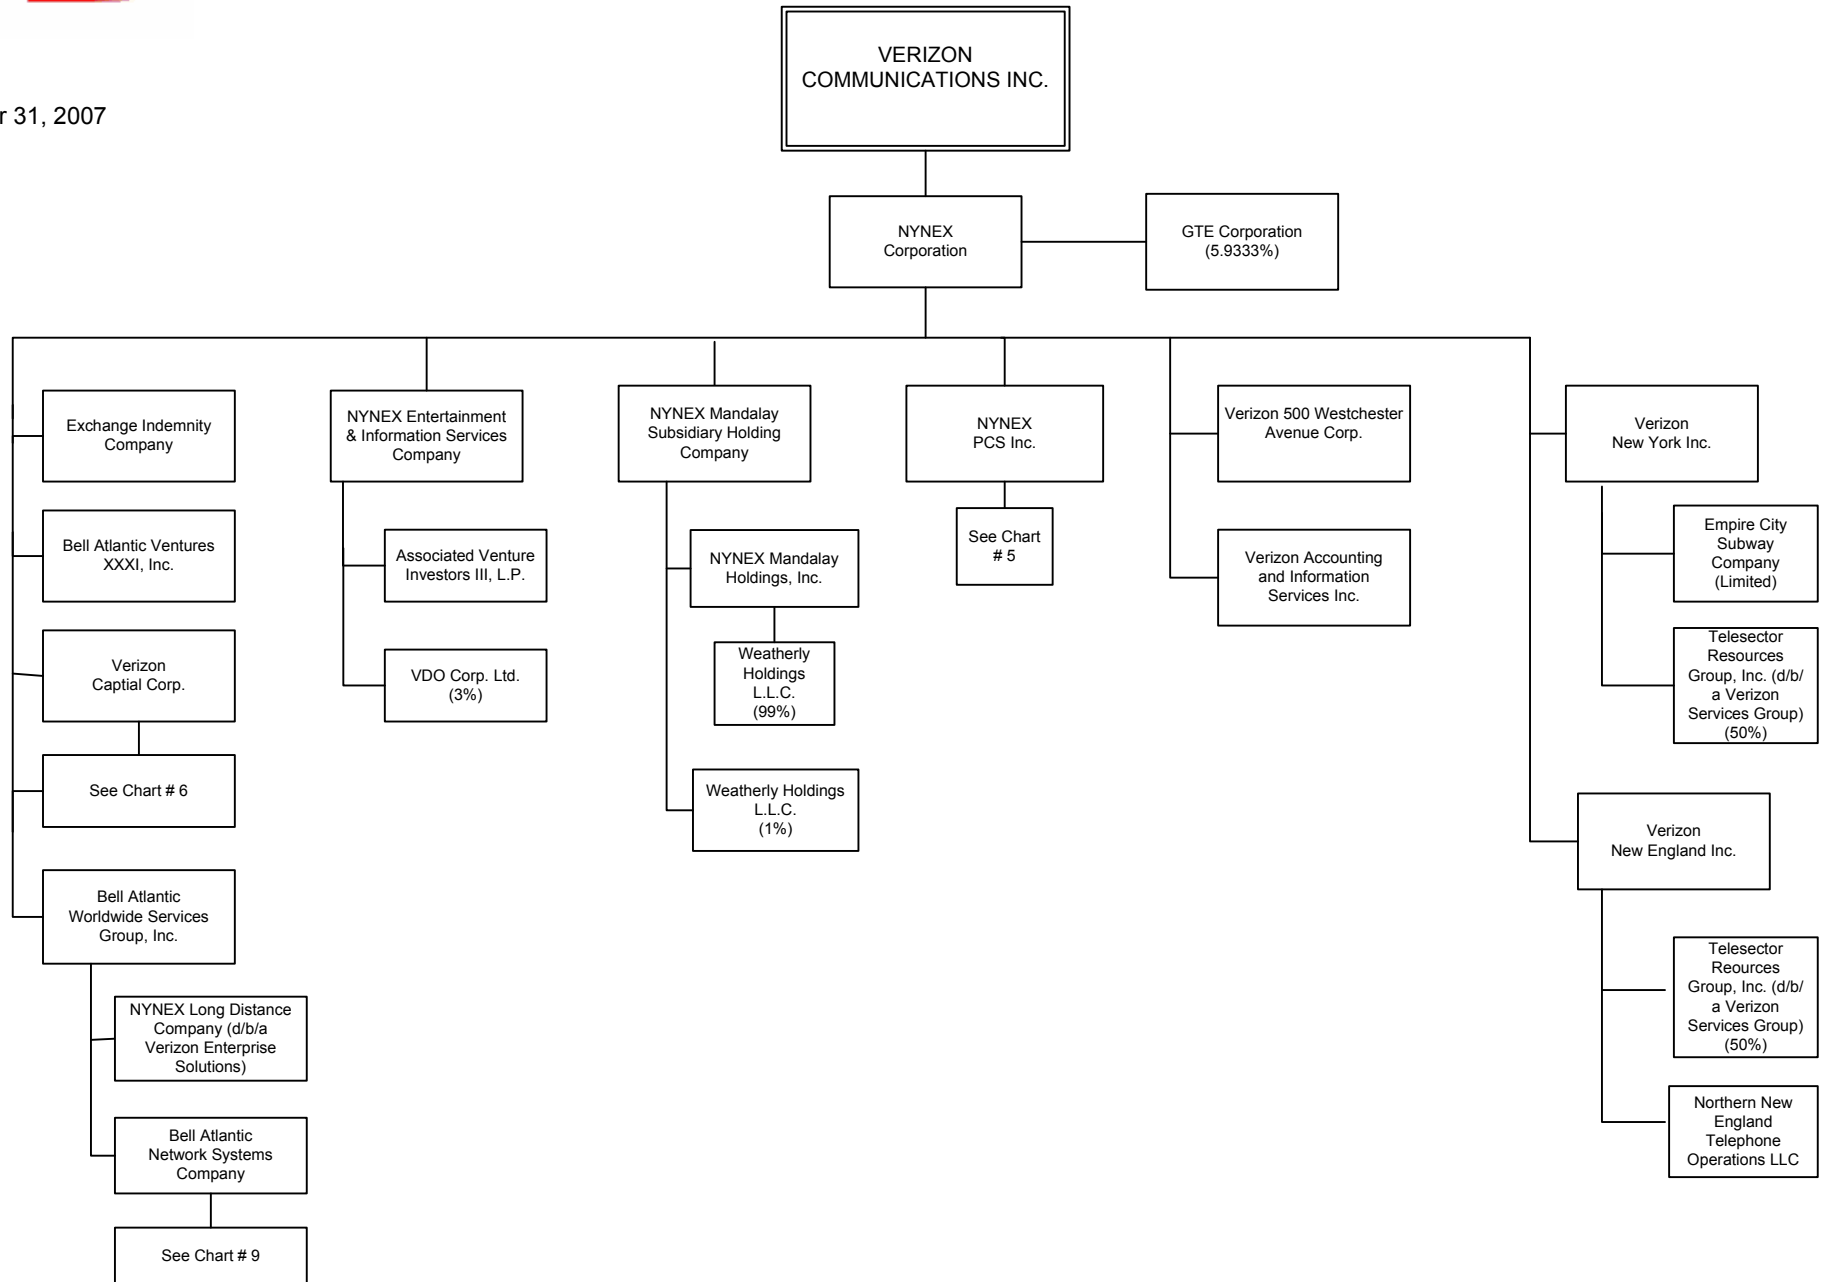 VERIZON
COMMUNICATIONS INC.
r 31, 2007
NYNEX
Corporation
GTE Corporation
(5.9333%)
Exchange Indemnity
Company
Bell Atlantic Ventures
XXXI, Inc.
Verizon
Captial Corp.
See Chart # 6
Bell Atlantic
Worldwide Services
Group, Inc.
NYNEX Long Distance
Company (d/b/a
Verizon Enterprise
Solutions)
Bell Atlantic
Network Systems
Company
See Chart # 9
NYNEX Entertainment
& Information Services
Company
Associated Venture
Investors III, L.P.
VDO Corp. Ltd.
(3%)
NYNEX Mandalay
Subsidiary Holding
Company
NYNEX Mandalay
Holdings, Inc.
Weatherly
Holdings
L.L.C.
(99%)
Weatherly Holdings
L.L.C.
(1%)
NYNEX
PCS Inc.
See Chart
# 5
Verizon 500 Westchester
Avenue Corp.
Verizon Accounting
and Information
Services Inc.
Verizon
New York Inc.
Empire City
Subway
Company
(Limited)
Telesector
Resources
Group, Inc. (d/b/
a Verizon
Services Group)
(50%)
Verizon
New England Inc.
Telesector
Reources
Group, Inc. (d/b/
a Verizon
Services Group)
(50%)
Northern New
England
Telephone
Operations LLC